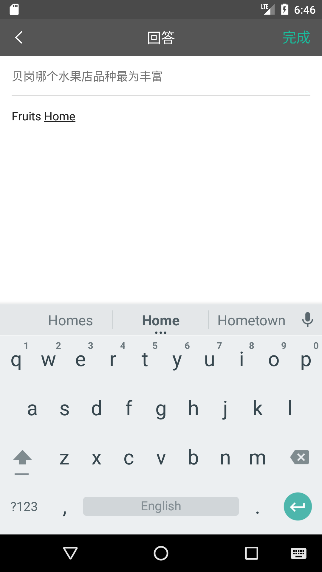 LTE 6:46
回答 完成
贝岗哪个水果店品种最为丰富
Fruits Home
Homes Home Hometown
1 2 3 4 5 6 7 8 9 0
q w e r t y u i o p
a s d f g h j k l
z x c v b n m
?123 , English .